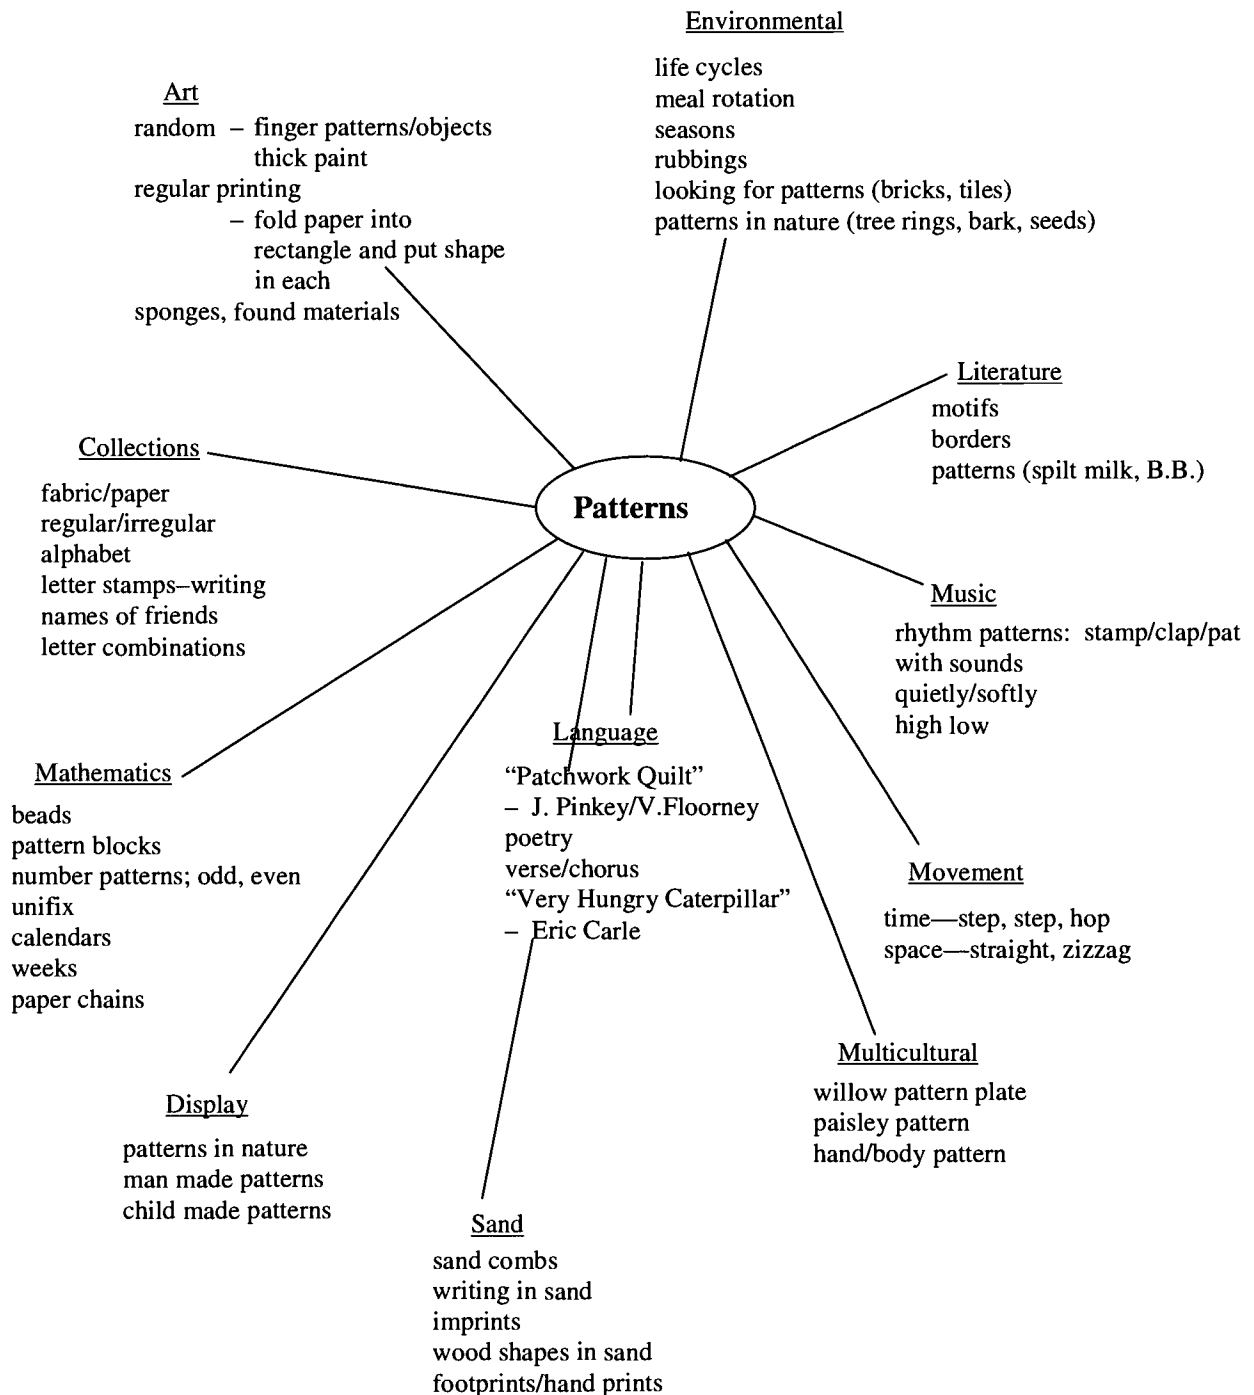 Environmental
life cycles
meal rotation
seasons
rubbings
looking for patterns (bricks, tiles)
patterns in nature (tree rings, bark, seeds)
Art
random – finger patterns/objects
thick paint
regular printing
– fold paper into
rectangle and put shape
in each
sponges, found materials
Literature
motifs
borders
patterns (spilt milk, B.B.)
Collections
fabric/paper
regular/irregular
alphabet
letter stamps–writing
names of friends
letter combinations
Patterns
Music
rhythm patterns: stamp/clap/pat
with sounds
quietly/softly
high low
Language
“Patchwork Quilt”
– J. Pinkey/V.Floorney
poetry
verse/chorus
“Very Hungry Caterpillar”
– Eric Carle
Mathematics
beads
pattern blocks
number patterns; odd, even
unifix
calendars
weeks
paper chains
Movement
time—step, step, hop
space—straight, zizzag
Multicultural
willow pattern plate
paisley pattern
hand/body pattern
Display
patterns in nature
man made patterns
child made patterns
Sand
sand combs
writing in sand
imprints
wood shapes in sand
footprints/hand prints